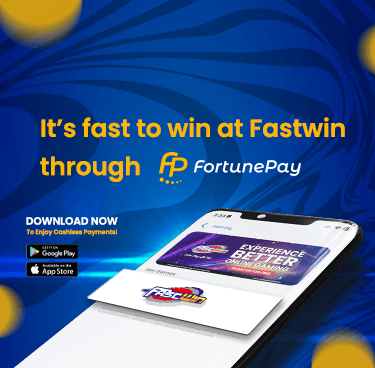 It's fast to win at Fastwin
through FortunePay
DOWNLOAD NOW
To Enjoy Cashless Payments!
GET IT ON
Google Play
Available on the
App Store
EXPERIENCE
BETTER
ONLINE GAMING
FASTWIN